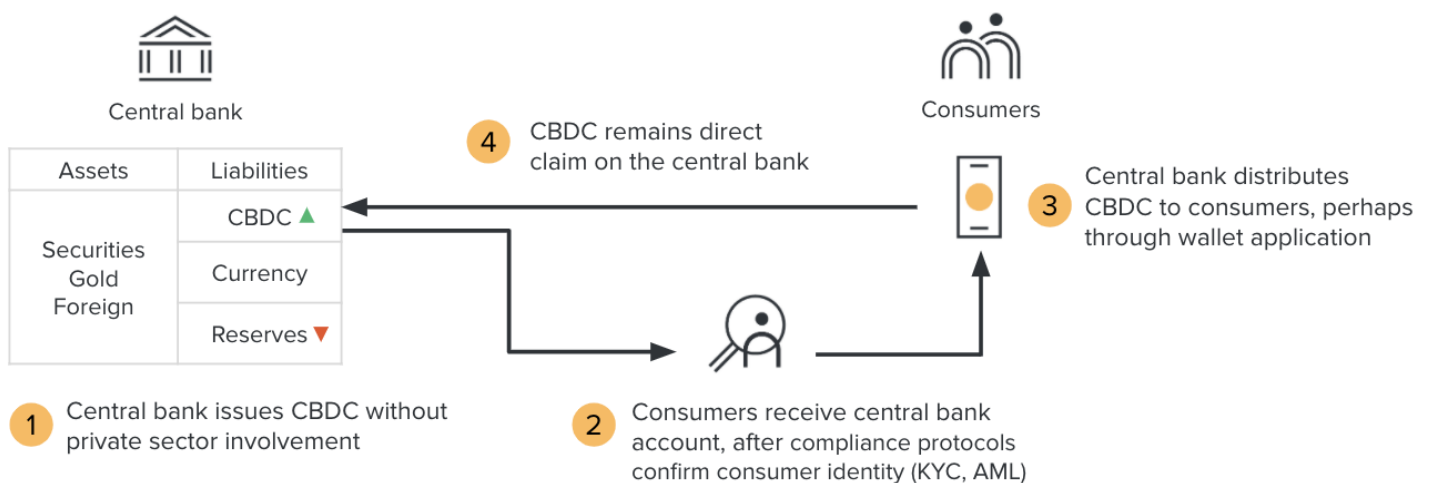 Central bank
Consumers
Assets
Liabilities
CBDC
Securities
Gold
Foreign
Currency
Reserves
4
CBDC remains direct
claim on the central bank
3
Central bank distributes
CBDC to consumers, perhaps
through wallet application
1
Central bank issues CBDC without
private sector involvement
2
Consumers receive central bank
account, after compliance protocols
confirm consumer identity (KYC, AML)